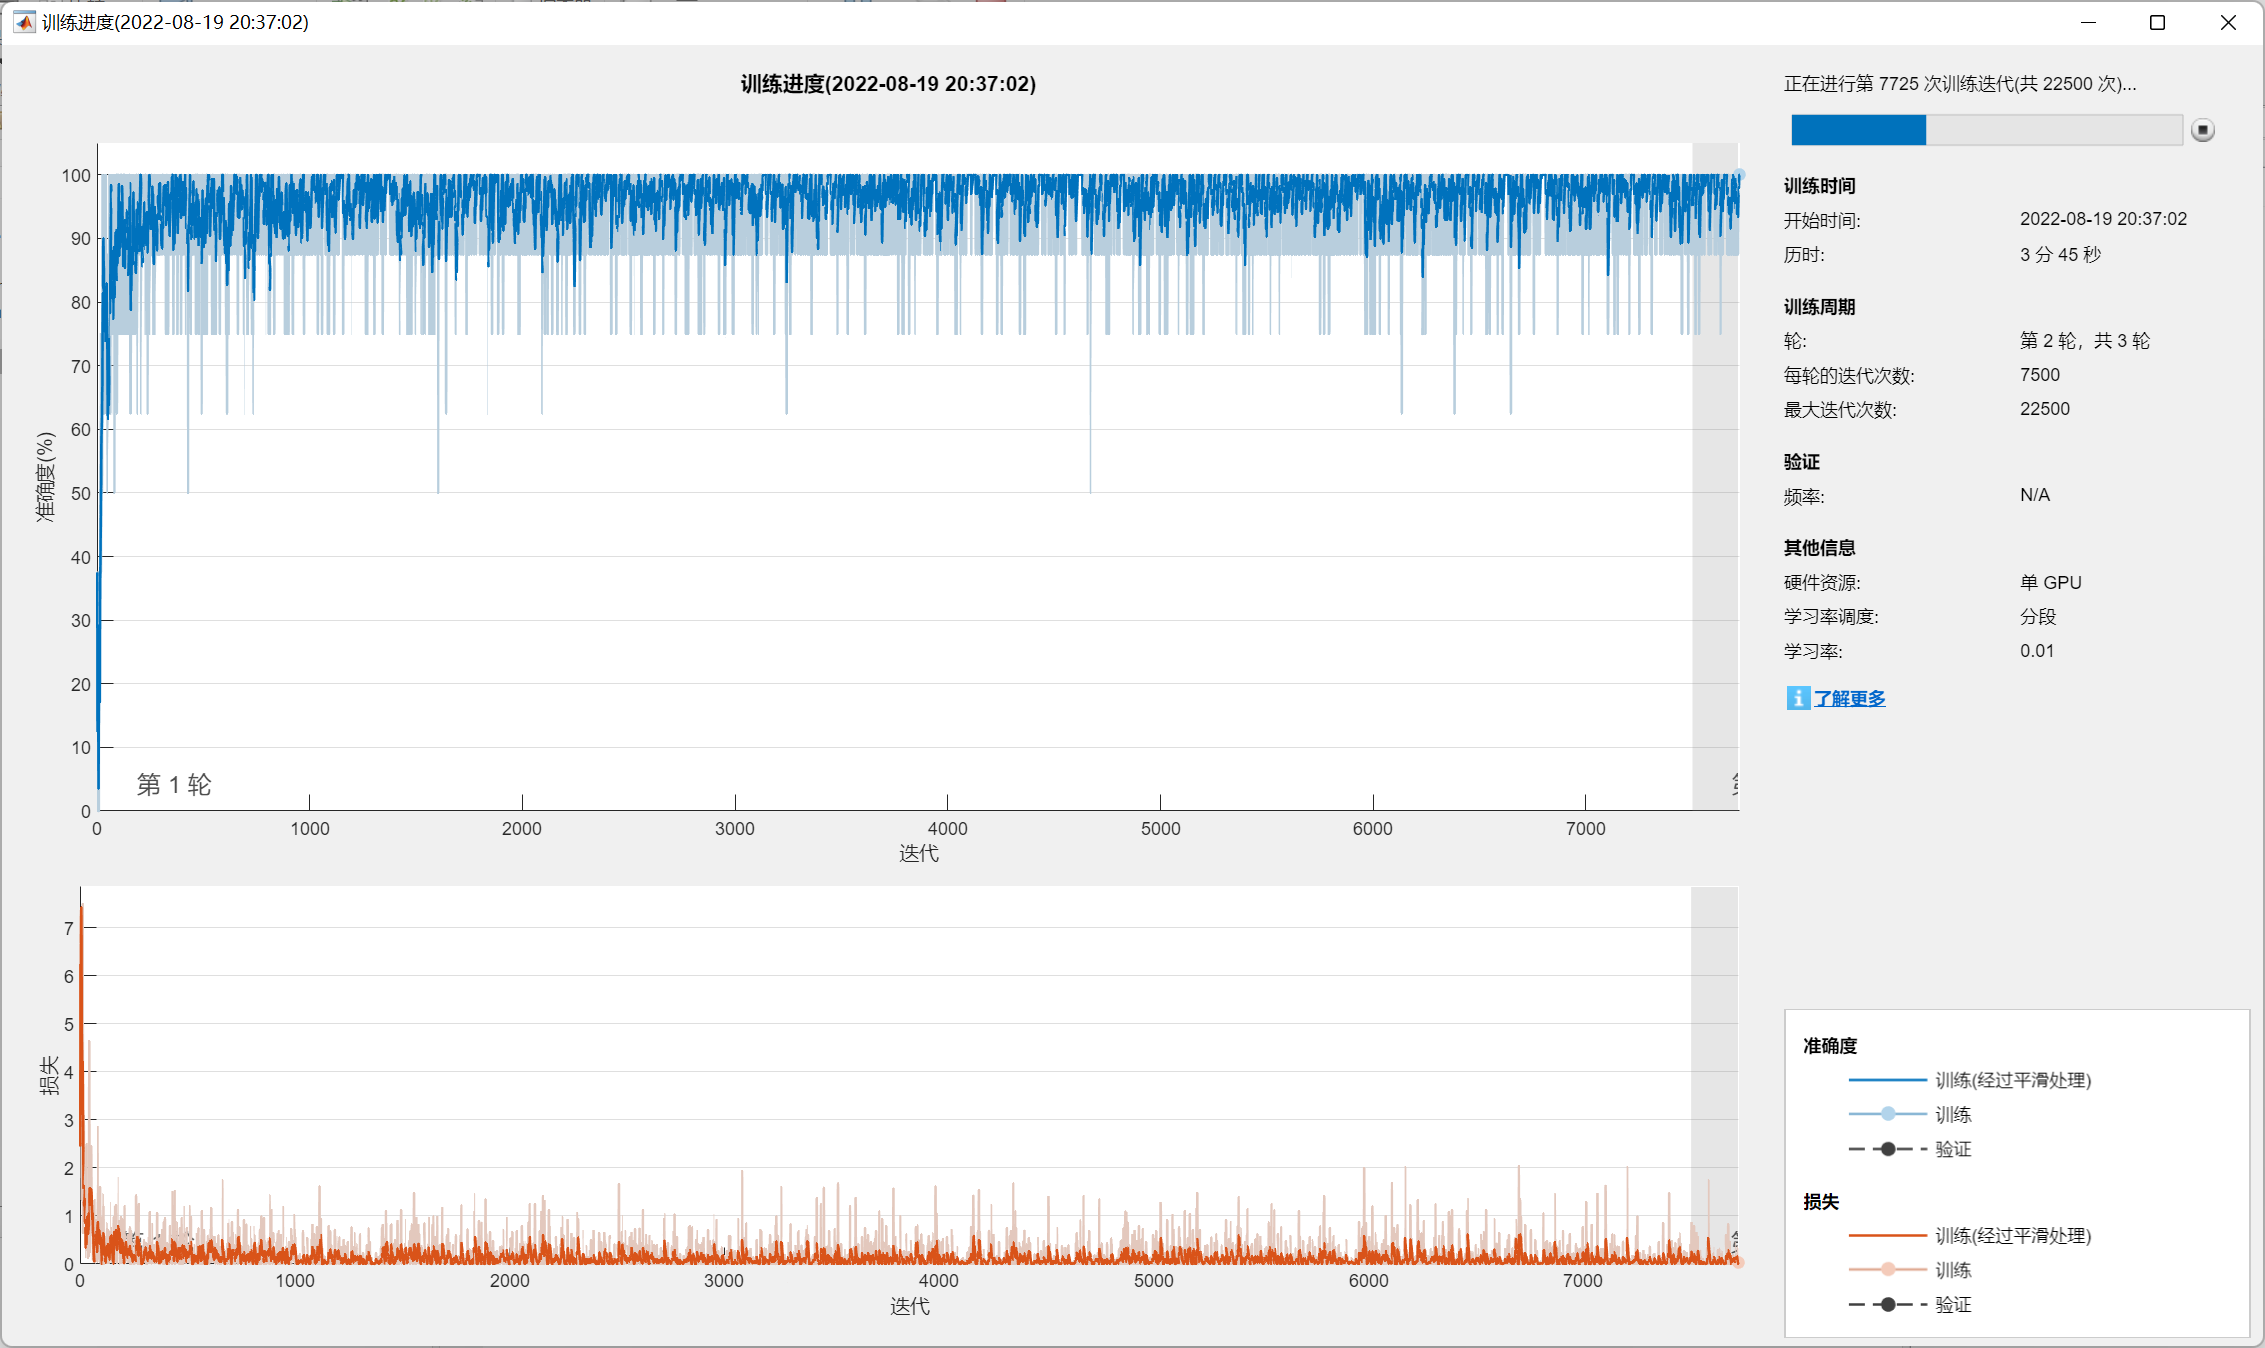 训练进度(2022-08-19 20:37:02)
训练进度(2022-08-19 20:37:02)
准确度(%)
100
90
80
70
60
50
40
30
20
10
0
第 1 轮
0 1000 2000 3000 4000 5000 6000 7000
迭代
损失
7
6
5
4
3
2
1
0
0 1000 2000 3000 4000 5000 6000 7000
迭代
正在进行第 7725 次训练迭代(共 22500 次)...
训练时间
开始时间: 2022-08-19 20:37:02
历时: 3 分 45 秒
训练周期
轮: 第 2 轮，共 3 轮
每轮的迭代次数: 7500
最大迭代次数: 22500
验证
频率: N/A
其他信息
硬件资源: 单 GPU
学习率调度: 分段
学习率: 0.01
了解更多
准确度
训练(经过平滑处理)
训练
验证
损失
训练(经过平滑处理)
训练
验证